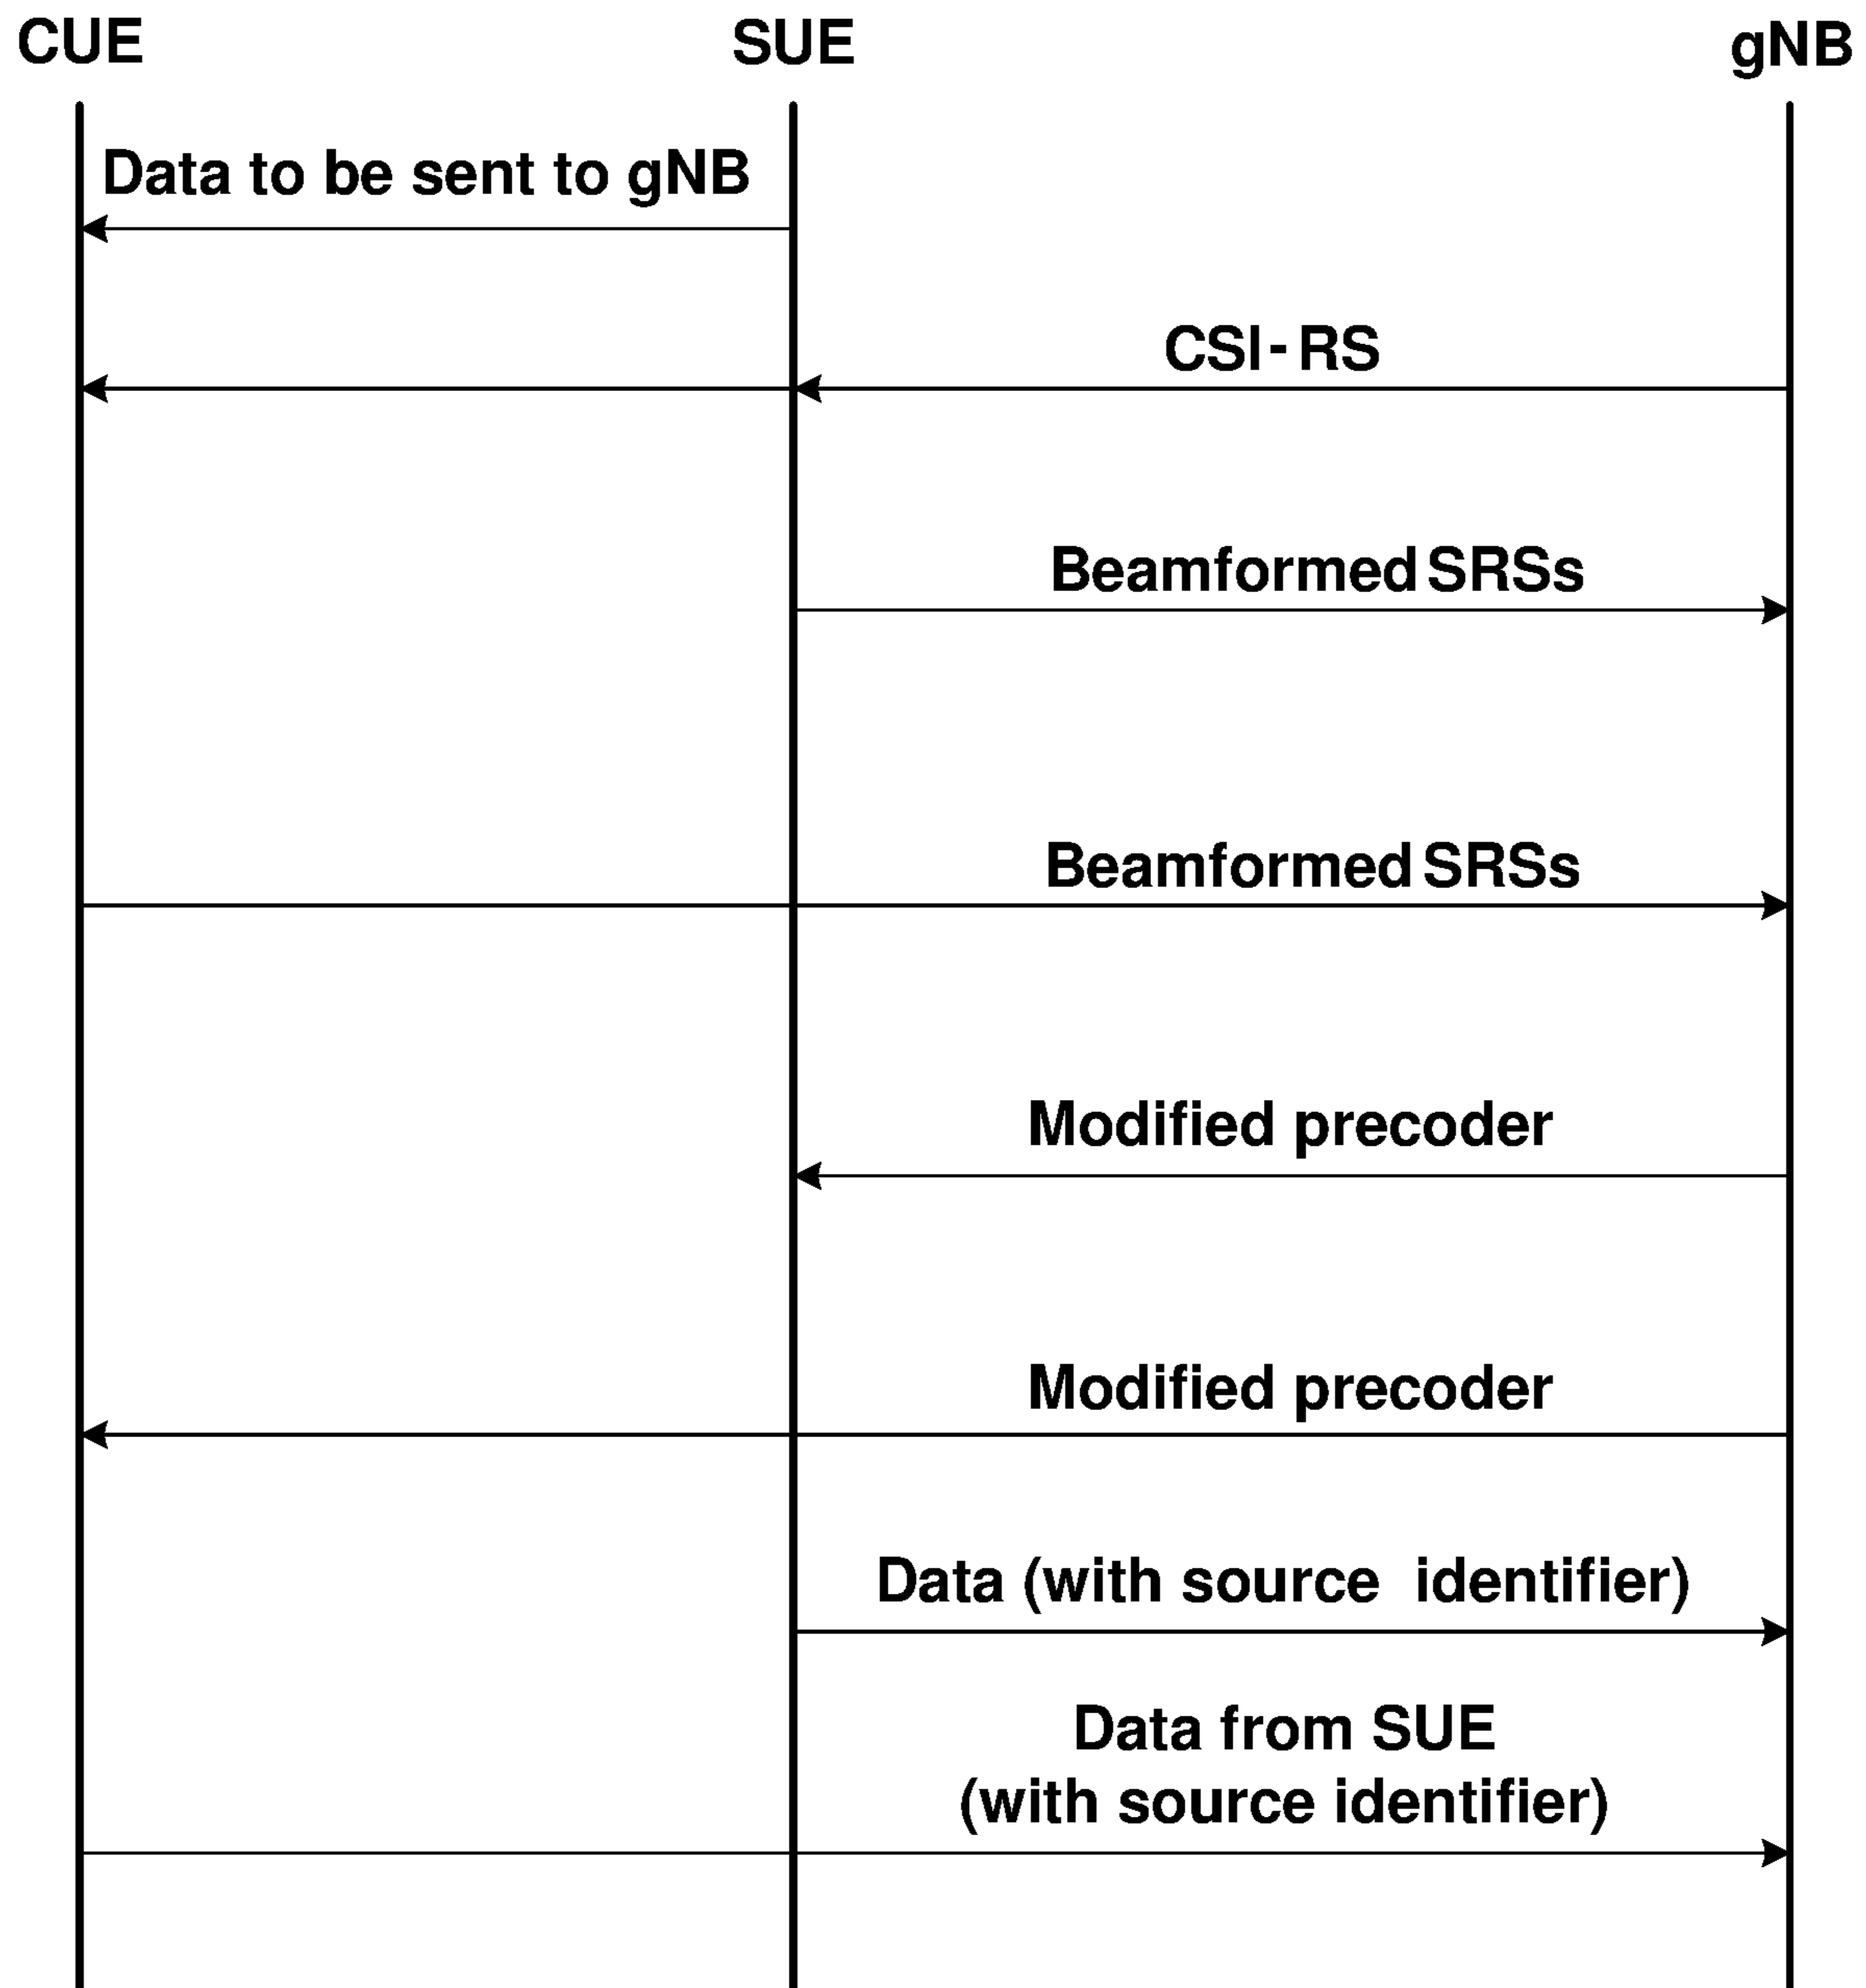 CUE SUE gNB
Data to be sent to gNB
CSI-RS
Beamformed SRSs
Beamformed SRSs
Modified precoder
Modified precoder
Data (with source identifier)
Data from SUE
(with source identifier)